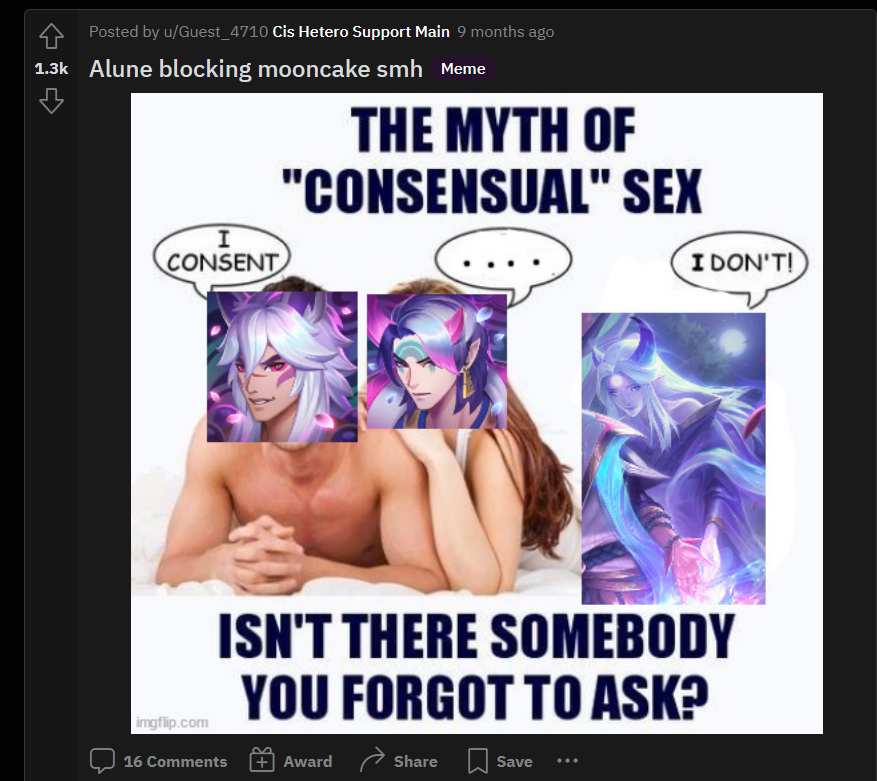 Posted by u/Guest_4710 Cis Hetero Support Main 9 months ago
1.3k
Alune blocking mooncake smh Meme
THE MYTH OF
"CONSENSUAL" SEX
I
CONSENT
....
I DON'T!
ISN'T THERE SOMEBODY
YOU FORGOT TO ASK?
imgflip.com
16 Comments Award Share Save ...